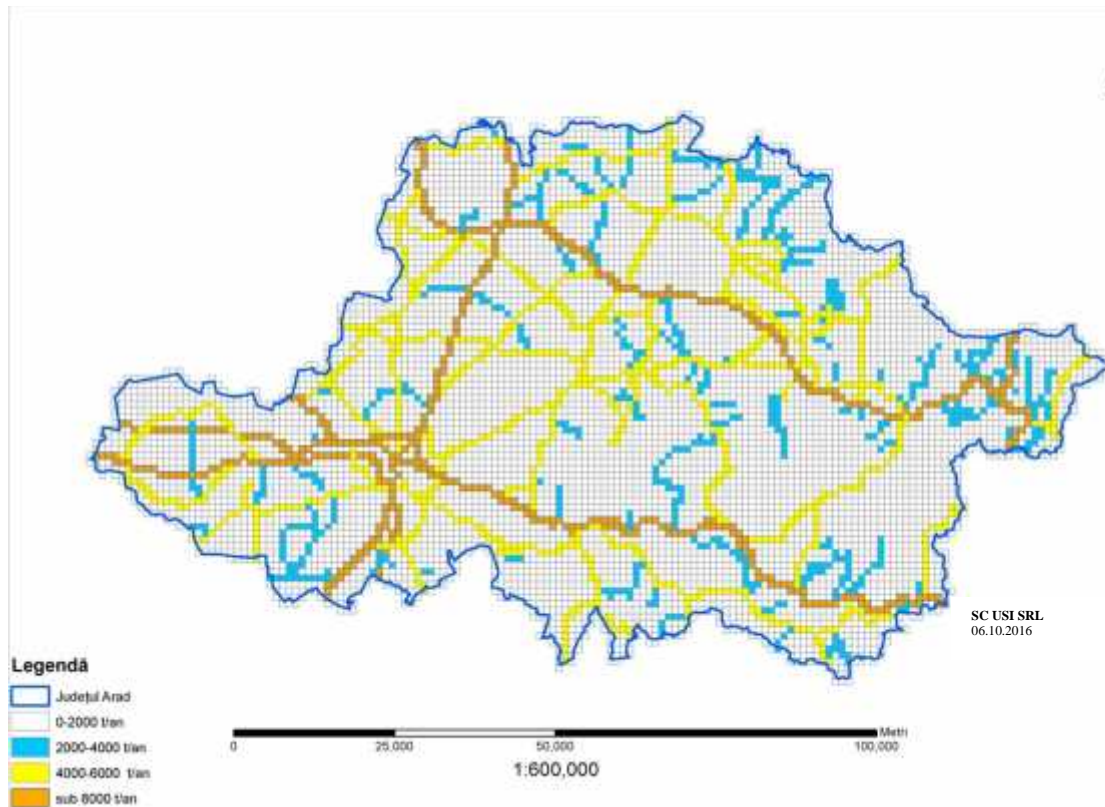 SC USI SRL
06.10.2016
Legendă
Județul Arad
0-2000 t/an
2000-4000 t/an
4000-6000 t/an
sub 8000 t/an
Metri
0 25,000 50,000 100,000
1:600,000